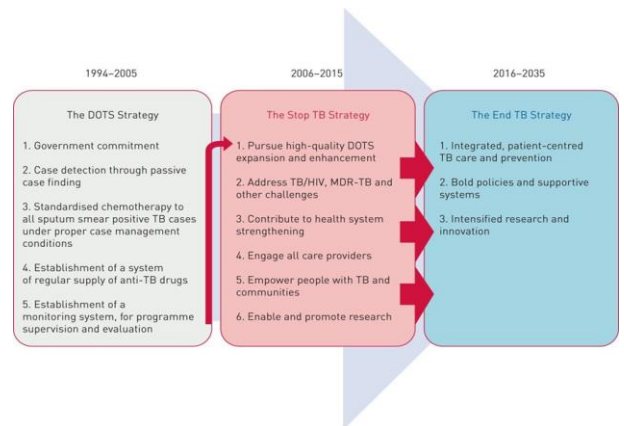 1994–2005
The DOTS Strategy
1. Government commitment
2. Case detection through passive
case finding
3. Standardised chemotherapy to
all sputum smear positive TB cases
under proper case management
conditions
4. Establishment of a system
of regular supply of anti-TB drugs
5. Establishment of a
monitoring system, for programme
supervision and evaluation
2006–2015
The Stop TB Strategy
1. Pursue high-quality DOTS
expansion and enhancement
2. Address TB/HIV, MDR-TB and
other challenges
3. Contribute to health system
strengthening
4. Engage all care providers
5. Empower people with TB and
communities
6. Enable and promote research
2016–2035
The End TB Strategy
1. Integrated, patient-centred
TB care and prevention
2. Bold policies and supportive
systems
3. Intensified research and
innovation